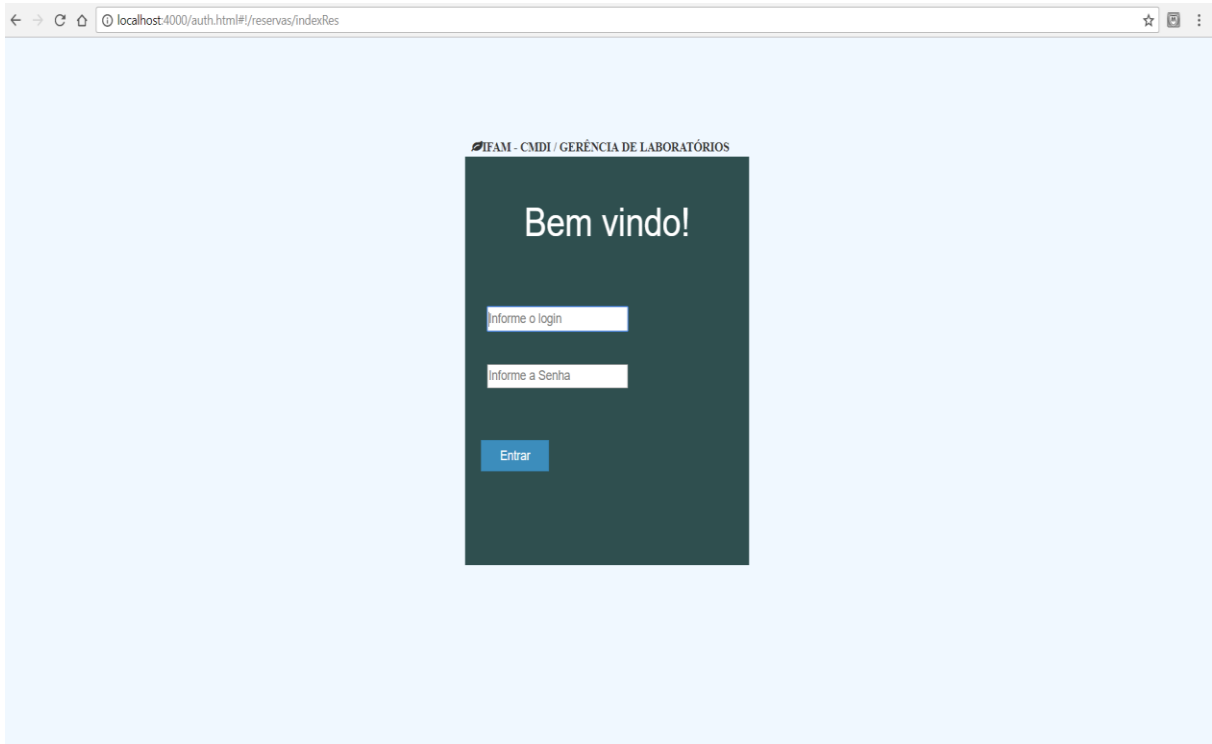 localhost:4000/auth.html#!/reservas/indexRes
IFAM - CMDI / GERÊNCIA DE LABORATÓRIOS
Bem vindo!
Informe o login
Informe a Senha
Entrar